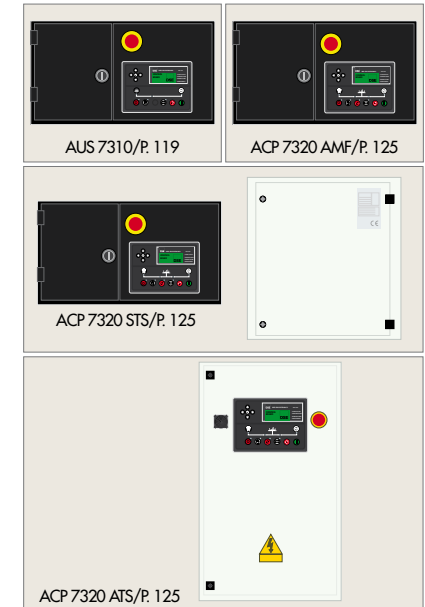 AUS 7310/P. 119
ACP 7320 AMF/P. 125
ACP 7320 STS/P. 125
CE
ACP 7320 ATS/P. 125